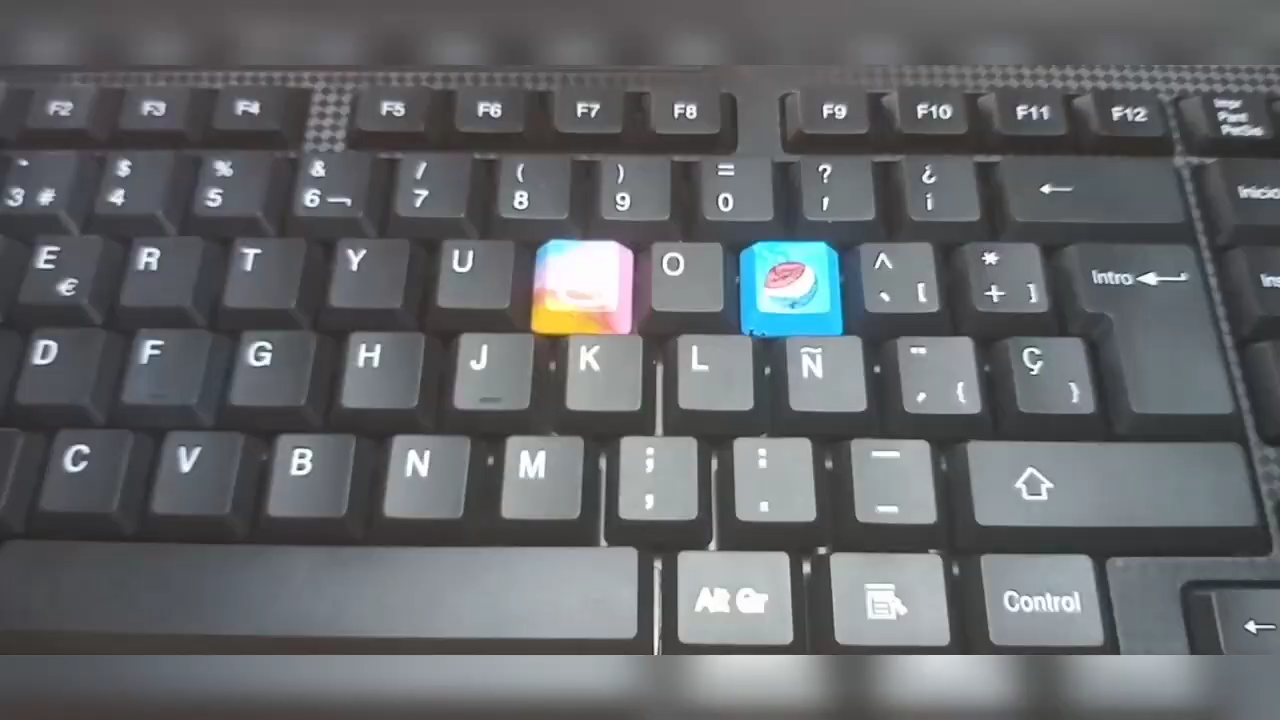 F2 F3 F4 F5 F6 F7 F8 F9 F10 F11 F12 Impr Pant PetSis
$ % & / ( ) = ? ¿
3 # 4 5 6 ¬ 7 8 9 0 ' ¡ ← Inicio
E € R T Y U O ^ ` [ * + ] Intro
D F G H J K L Ñ ¨ ´ { Ç }
C V B N M ; , : . — –
Alt Gr Control ←